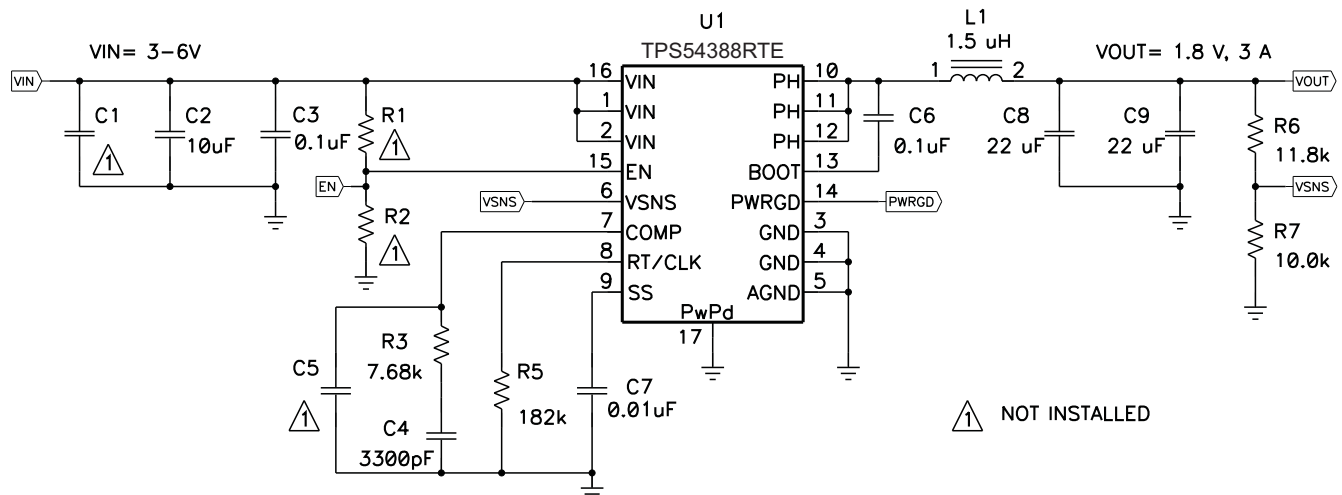 U1
TPS54388RTE
L1
1.5 uH
VIN= 3-6V
VOUT= 1.8 V, 3 A
VIN
16 VIN PH 10
1 VIN PH 11
2 VIN PH 12
15 EN BOOT 13
6 VSNS PWRGD 14
7 COMP GND 3
8 RT/CLK GND 4
9 SS AGND 5
PwPd
17
C1
1
C2
10uF
C3
0.1uF
R1
1
EN
R2
1
VSNS
C6
0.1uF
1 2
C8
22 uF
C9
22 uF
VOUT
R6
11.8k
VSNS
R7
10.0k
PWRGD
C5
1
R3
7.68k
C4
3300pF
R5
182k
C7
0.01uF
1 NOT INSTALLED